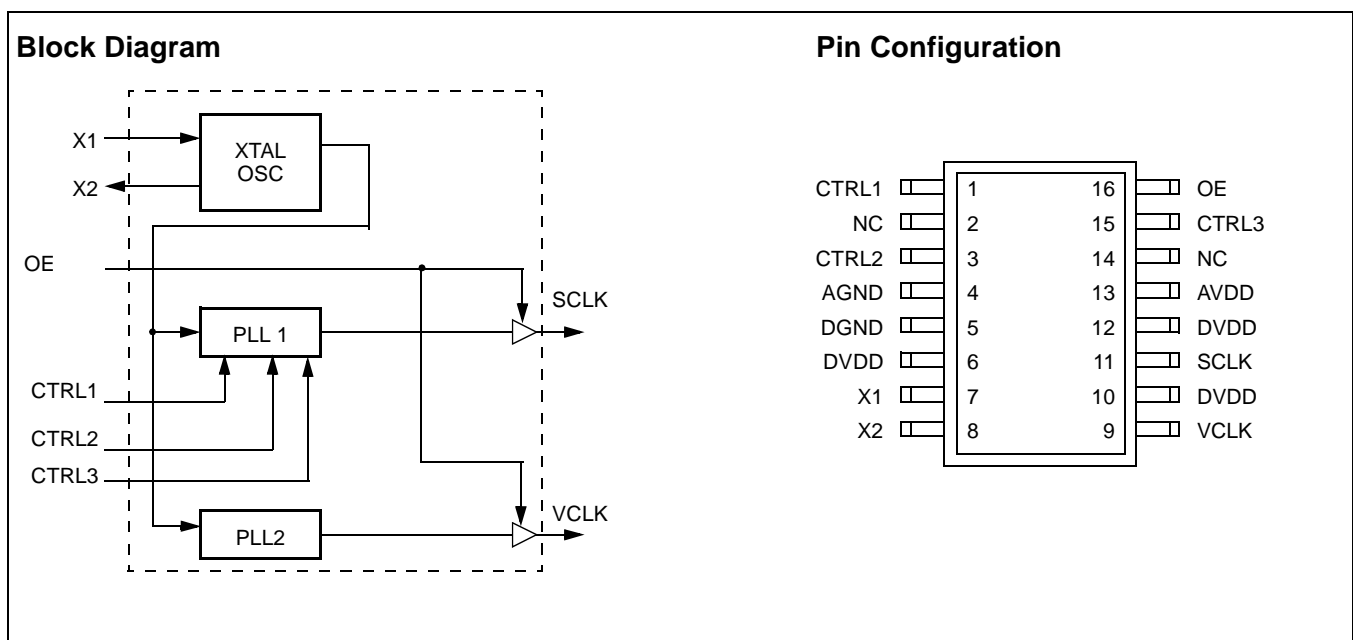 Block Diagram
X1
X2
XTAL
OSC
OE
SCLK
PLL 1
CTRL1
CTRL2
CTRL3
VCLK
PLL2
Pin Configuration
CTRL1 1 16 OE
NC 2 15 CTRL3
CTRL2 3 14 NC
AGND 4 13 AVDD
DGND 5 12 DVDD
DVDD 6 11 SCLK
X1 7 10 DVDD
X2 8 9 VCLK